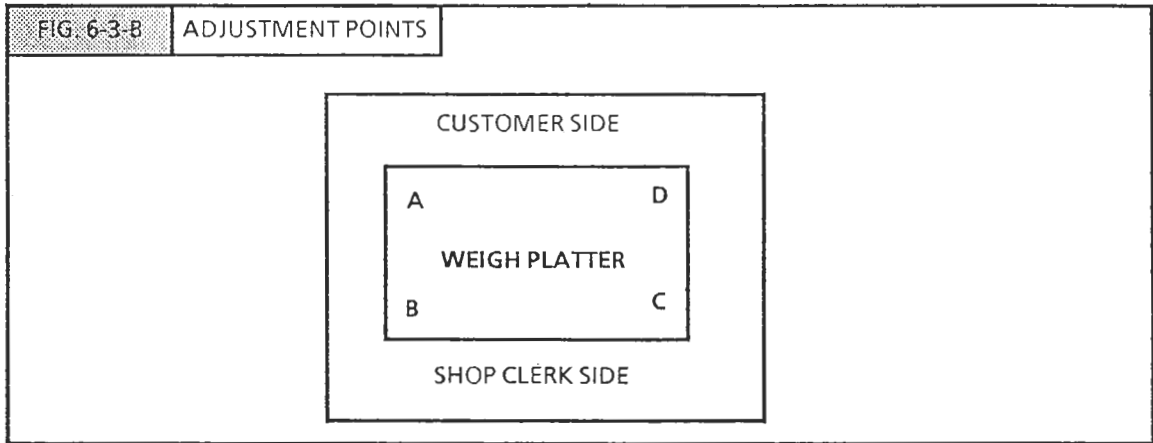 FIG. 6-3-B ADJUSTMENT POINTS
CUSTOMER SIDE
A D
WEIGH PLATTER
B C
SHOP CLERK SIDE